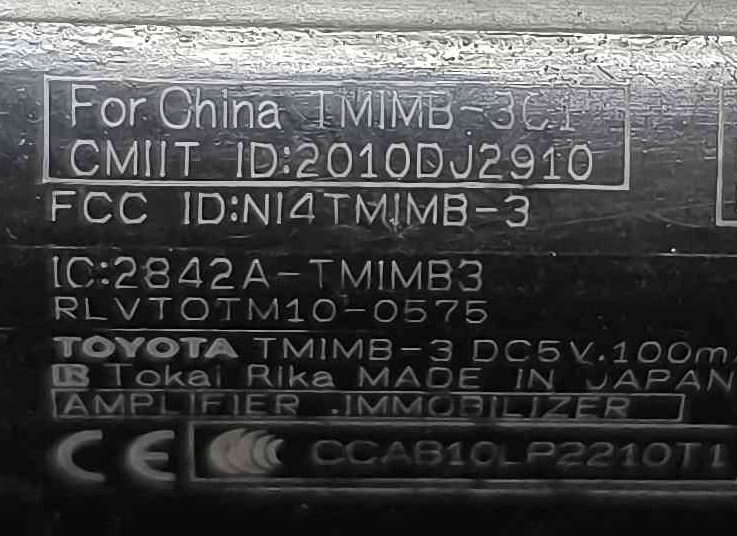 For China TMIMB-3C1
CMIIT ID:2010DJ2910
FCC ID:NI4TMIMB-3
IC:2842A-TMIMB3
RLVTOTM10-0575
TOYOTA TMIMB-3 DC5V.100m
Tokai Rika MADE IN JAPAN
AMPLIFIER .IMMOBILIZER
CE CCAB10LP2210T1